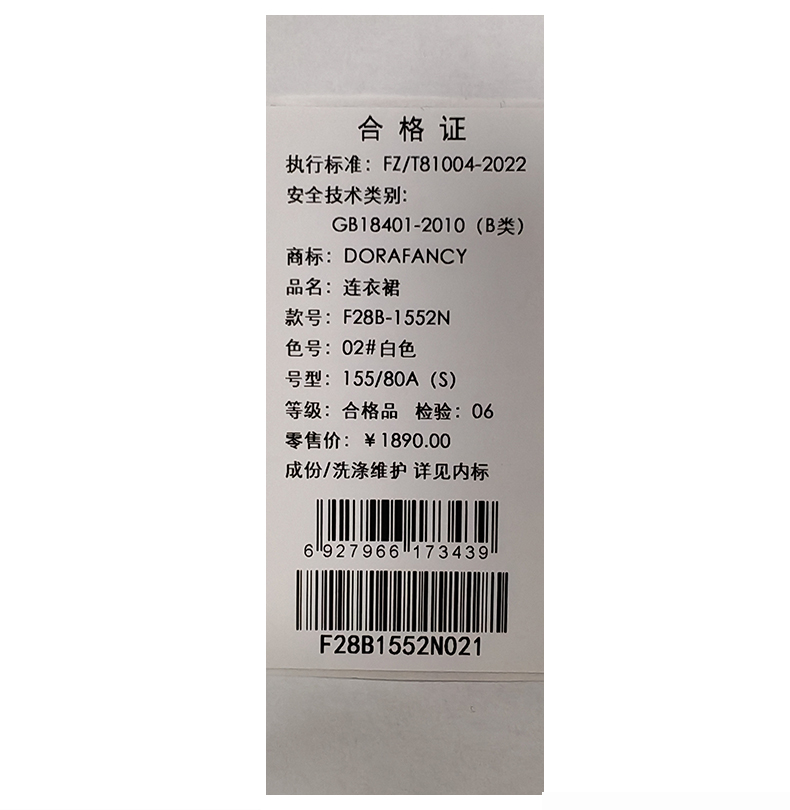 合格证
执行标准：FZ/T81004-2022
安全技术类别:
GB18401-2010（B类）
商标：DORAFANCY
品名：连衣裙
款号：F28B-1552N
色号：02#白色
号型：155/80A（S）
等级：合格品 检验：06
零售价：￥1890.00
成份/洗涤维护 详见内标
6 927966 173439
F28B1552N021